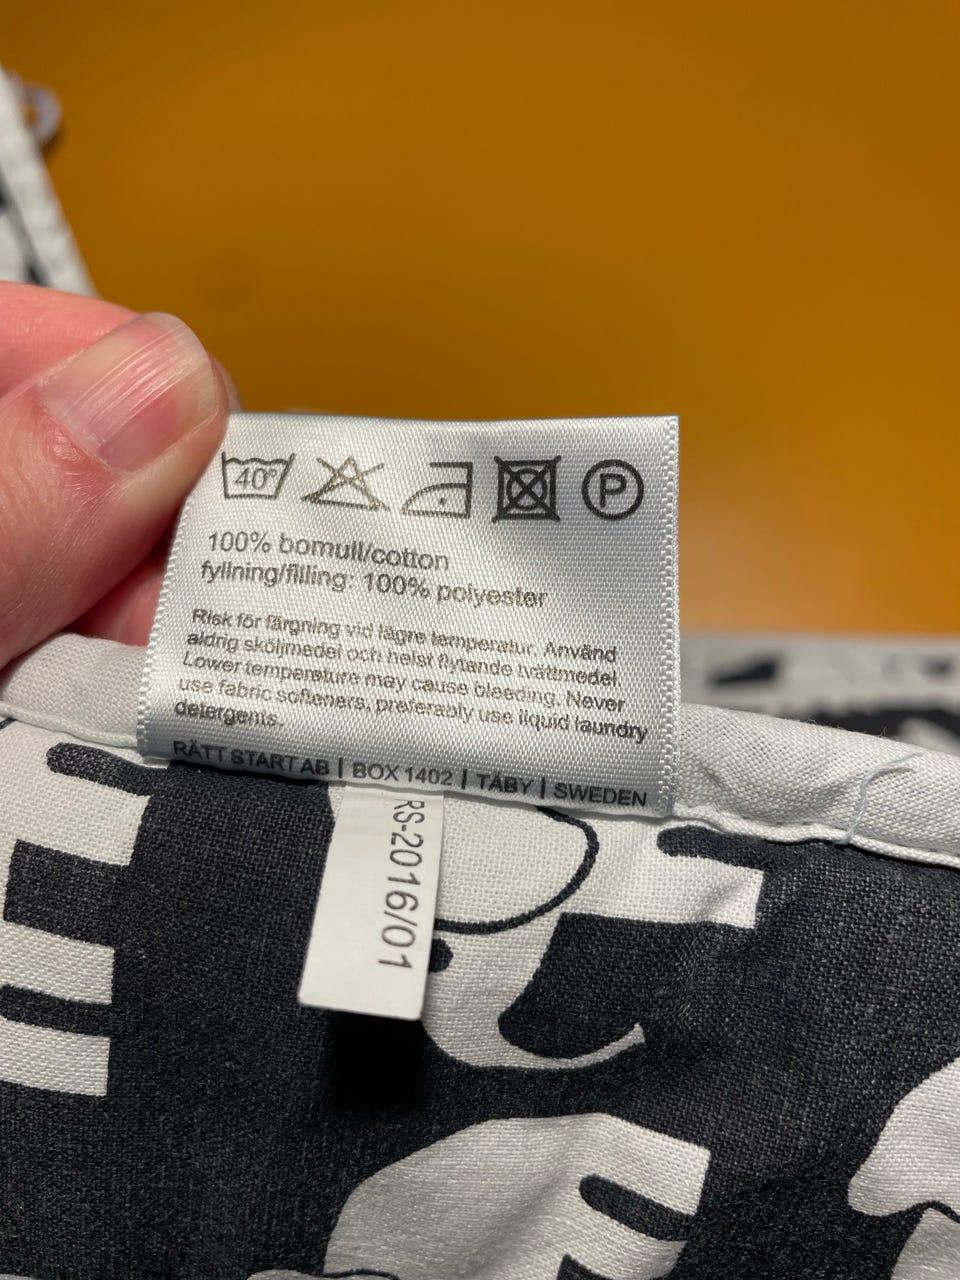 40°
P
100% bomull/cotton
fyllning/filling: 100% polyester
Risk för färgning vid lägre temperatur. Använd
aldrig sköljmedel och helst flytande tvättmedel
Lower temperature may cause bleeding. Never
use fabric softeners, preferably use liquid laundry
detergents.
RÄTT START AB | BOX 1402 | TÄBY | SWEDEN
RS-2016/01